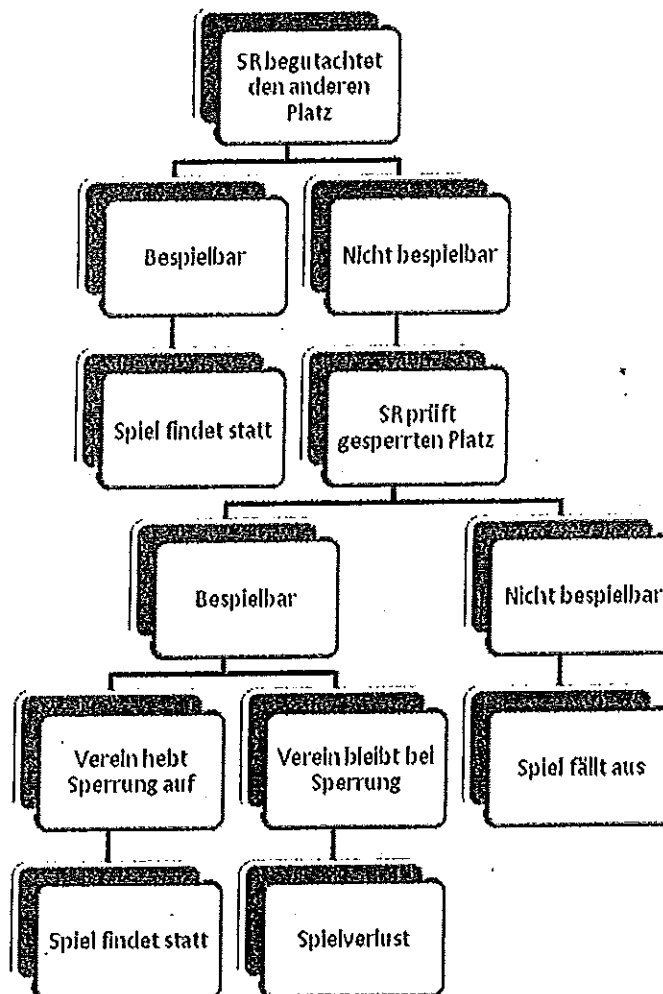 SR begutachtet
den anderen
Platz
Bespielbar
Nicht bespielbar
Spiel findet statt
SR prüft
gesperrten Platz
Bespielbar
Nicht bespielbar
Verein hebt
Sperrung auf
Verein bleibt bei
Sperrung
Spiel fällt aus
Spiel findet statt
Spielverlust